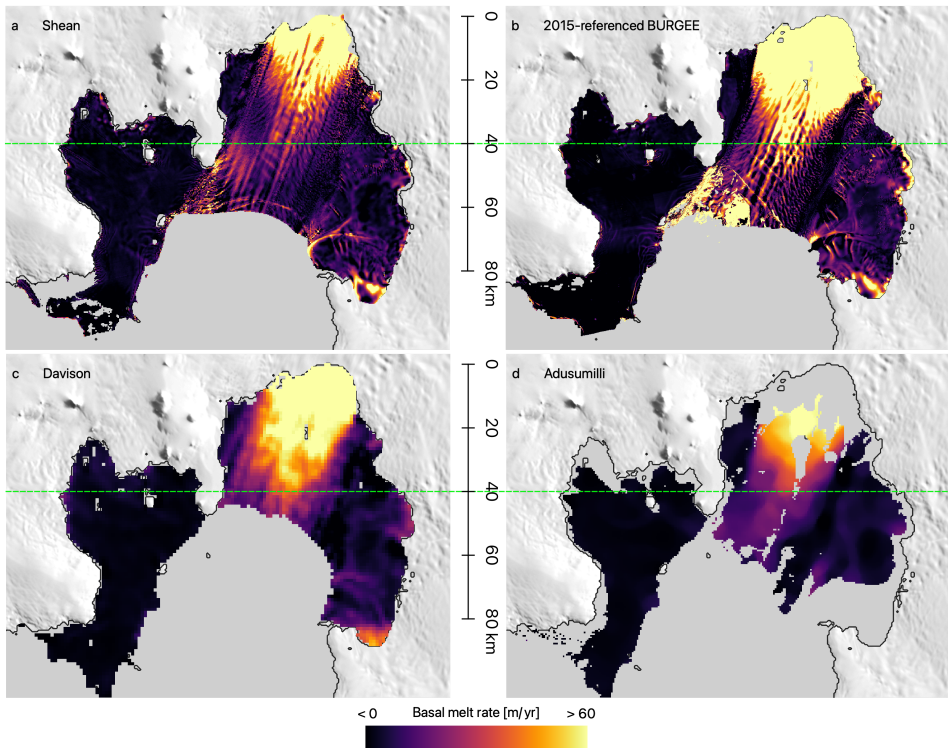 a Shean
0
b 2015-referenced BURGEE
20
40
60
80 km
c Davison
0
d Adusumilli
20
40
60
80 km
< 0 Basal melt rate [m/yr] > 60